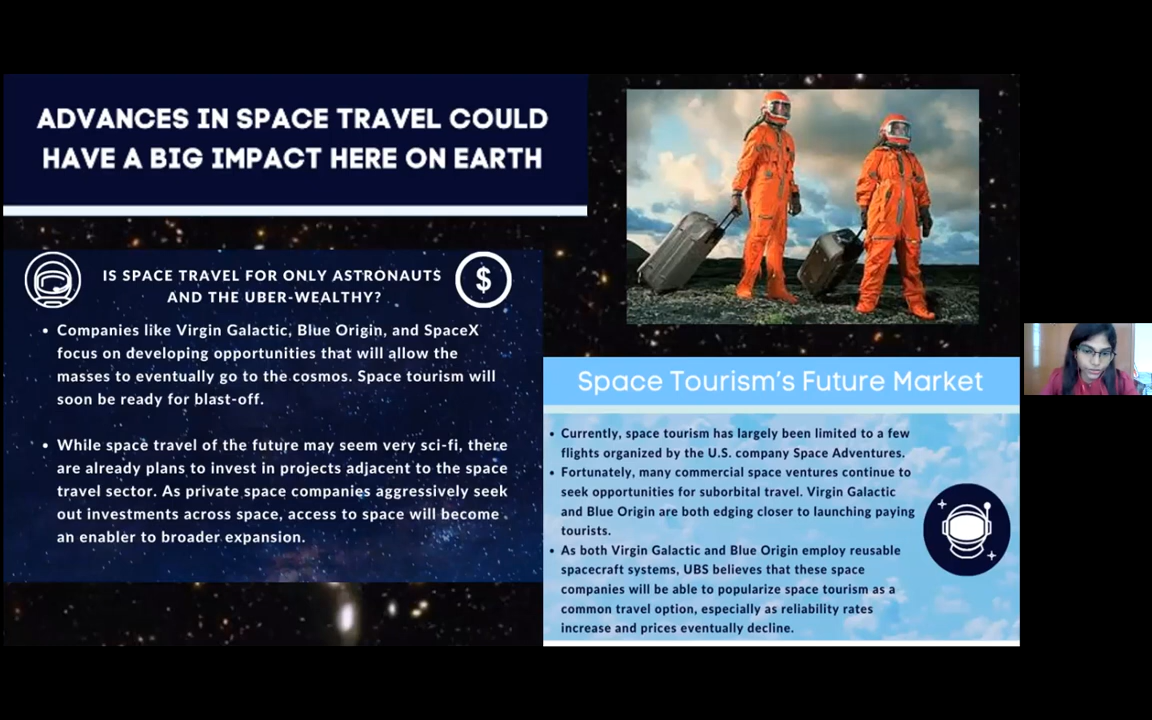 ADVANCES IN SPACE TRAVEL COULD
HAVE A BIG IMPACT HERE ON EARTH
IS SPACE TRAVEL FOR ONLY ASTRONAUTS
AND THE UBER-WEALTHY?
$
• Companies like Virgin Galactic, Blue Origin, and SpaceX
focus on developing opportunities that will allow the
masses to eventually go to the cosmos. Space tourism will
soon be ready for blast-off.
• While space travel of the future may seem very sci-fi, there
are already plans to invest in projects adjacent to the space
travel sector. As private space companies aggressively seek
out investments across space, access to space will become
an enabler to broader expansion.
Space Tourism's Future Market
• Currently, space tourism has largely been limited to a few
flights organized by the U.S. company Space Adventures.
• Fortunately, many commercial space ventures continue to
seek opportunities for suborbital travel. Virgin Galactic
and Blue Origin are both edging closer to launching paying
tourists.
• As both Virgin Galactic and Blue Origin employ reusable
spacecraft systems, UBS believes that these space
companies will be able to popularize space tourism as a
common travel option, especially as reliability rates
increase and prices eventually decline.